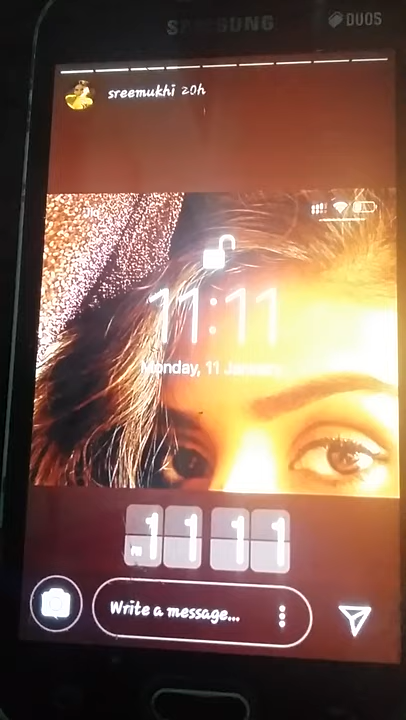 SAMSUNG
DUOS
sreemukhi 20h
11:11
Monday, 11 January
11 11
Write a message...